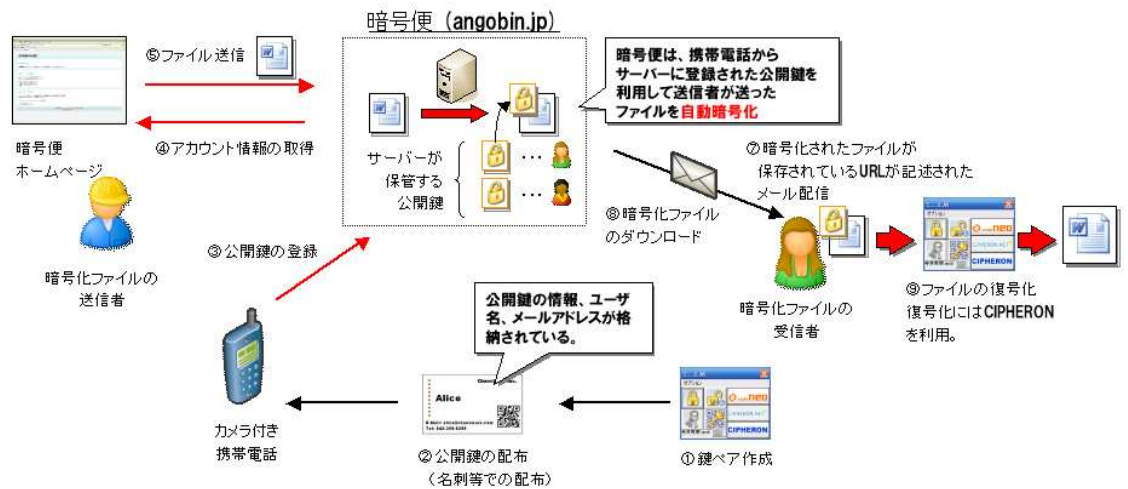 暗号便 (angobin.jp)
⑤ファイル送信
暗号便は、携帯電話から
サーバーに登録された公開鍵を
利用して送信者が送った
ファイルを自動暗号化
暗号便
ホームページ
④アカウント情報の取得
サーバーが
保管する
公開鍵
…
…
⑦暗号化されたファイルが
保存されているURLが記述された
メール配信
⑧暗号化ファイル
のダウンロード
③公開鍵の登録
暗号化ファイルの
送信者
暗号化ファイルの
受信者
オプション
neo
CIPHERON
⑨ファイルの復号化
復号化にはCIPHERON
を利用。
公開鍵の情報、ユーザ
名、メールアドレスが格
納されている。
Alice
カメラ付き
携帯電話
②公開鍵の配布
(名刺等での配布)
オプション
neo
CIPHERON
①鍵ペア作成